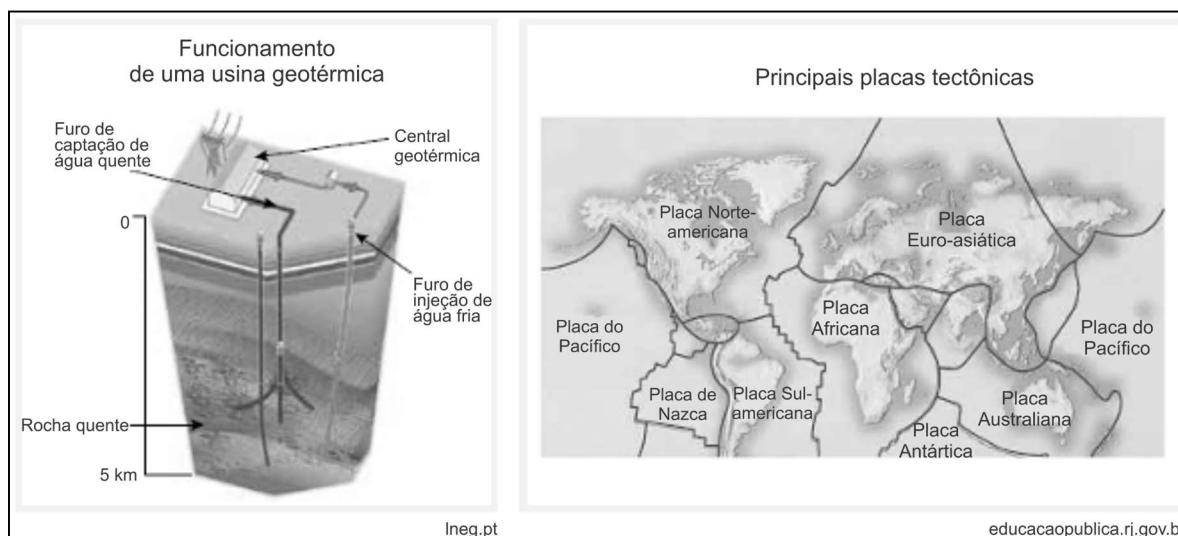 Funcionamento
de uma usina geotérmica
Furo de
captação de
água quente
Central
geotérmica
0
Furo de
injeção de
água fria
Rocha quente
5 km
lneg.pt
Principais placas tectônicas
Placa Norte-
americana
Placa
Euro-asiática
Placa do
Pacífico
Placa
Africana
Placa do
Pacífico
Placa de
Nazca
Placa Sul-
americana
Placa
Australiana
Placa
Antártica
educacaopublica.rj.gov.b